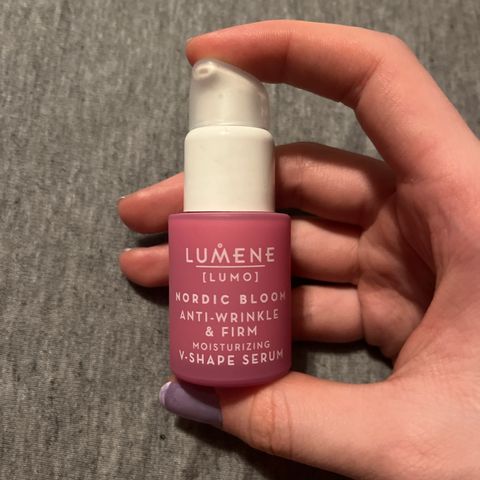 LUMENE
[LUMO]
NORDIC BLOOM
ANTI-WRINKLE
& FIRM
MOISTURIZING
V-SHAPE SERUM